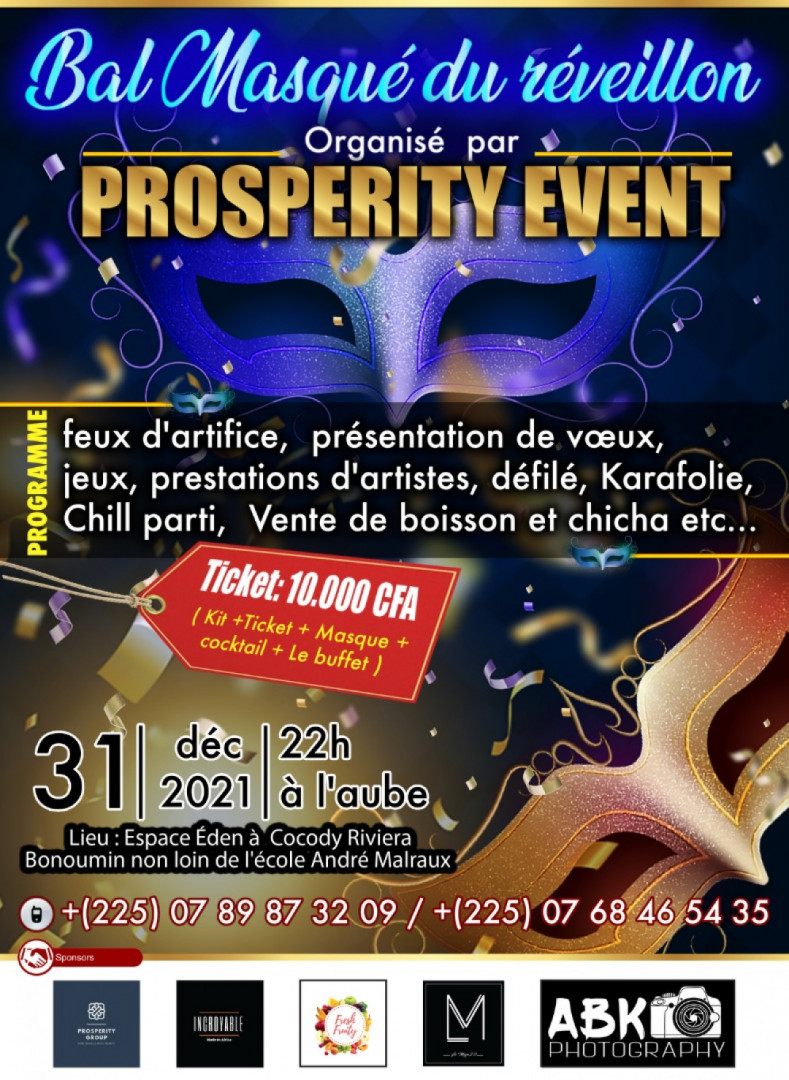 Bal Masqué du réveillon
Organisé par
PROSPERITY EVENT
PROGRAMME
feux d'artifice, présentation de vœux,
jeux, prestations d'artistes, défilé, Karafolie,
Chill parti, Vente de boisson et chicha etc...
Ticket: 10.000 CFA
( Kit +Ticket + Masque +
cocktail + Le buffet )
31 déc 2021 22h à l'aube
Lieu : Espace Éden à Cocody Riviera
Bonoumin non loin de l'école André Malraux
+(225) 07 89 87 32 09 / +(225) 07 68 46 54 35
Sponsors
PROSPERITY
GROUP
INCROYABLE
Fresh
Fruity
LM
ABK
PHOTOGRAPHY